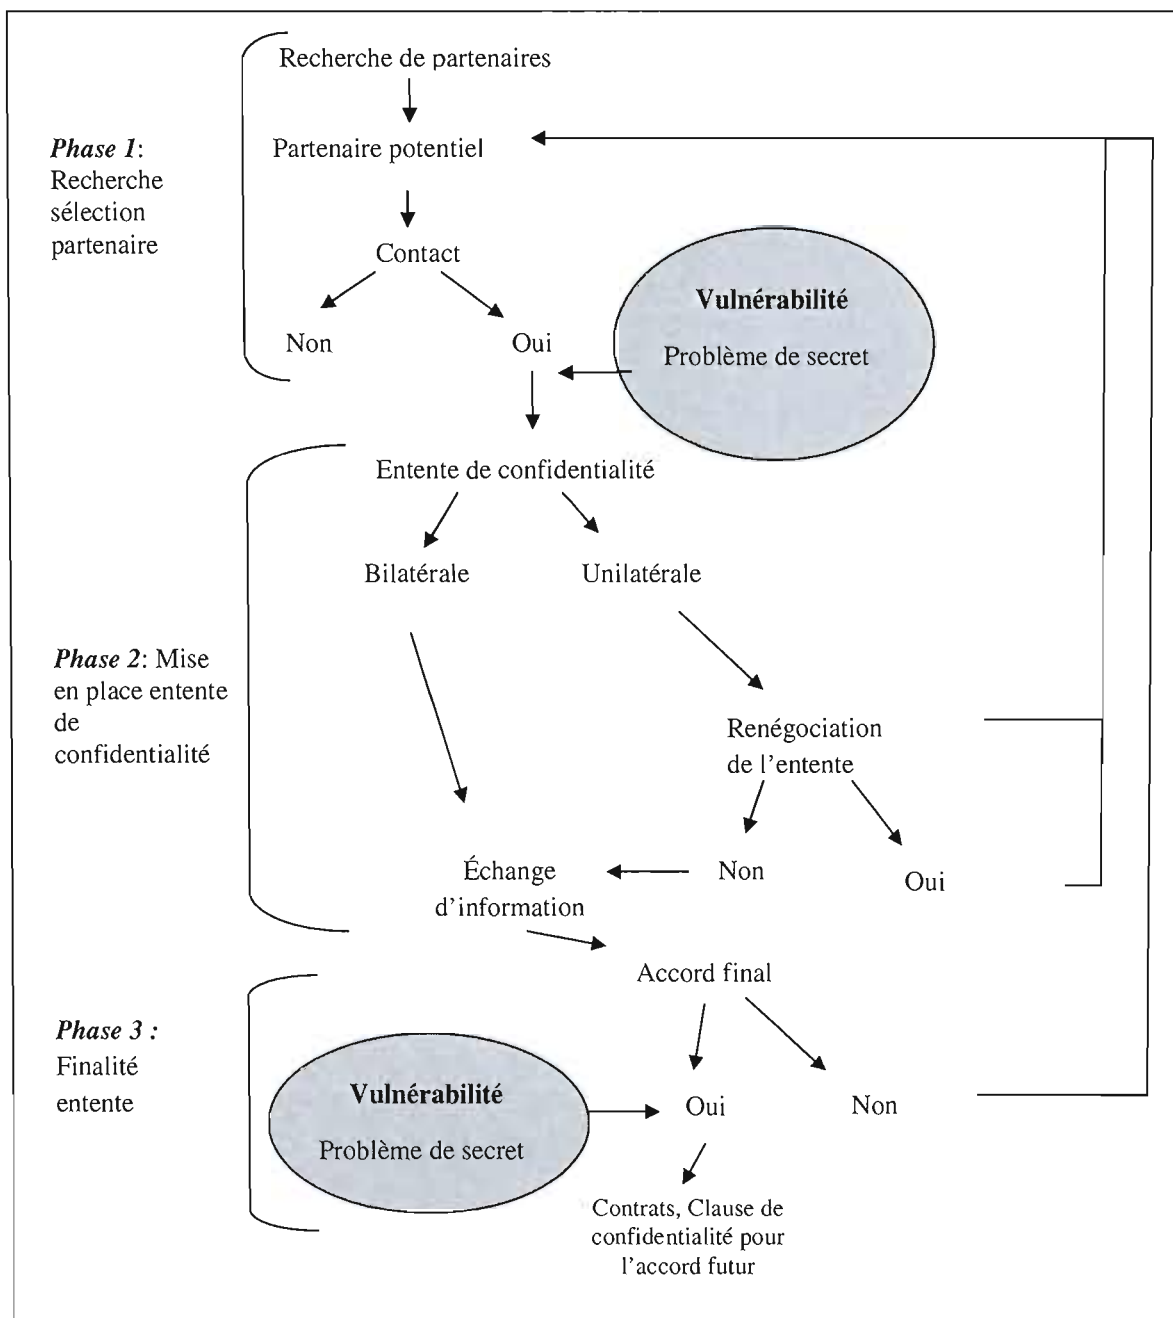 Recherche de partenaires
Phase 1:
Recherche
sélection
partenaire
Partenaire potentiel
Contact
Non
Oui
Vulnérabilité
Problème de secret
Entente de confidentialité
Bilatérale
Unilatérale
Phase 2: Mise
en place entente
de
confidentialité
Renégociation
de l'entente
Non
Oui
Échange
d'information
Accord final
Phase 3 :
Finalité
entente
Vulnérabilité
Problème de secret
Oui
Non
Contrats, Clause de
confidentialité pour
l'accord futur